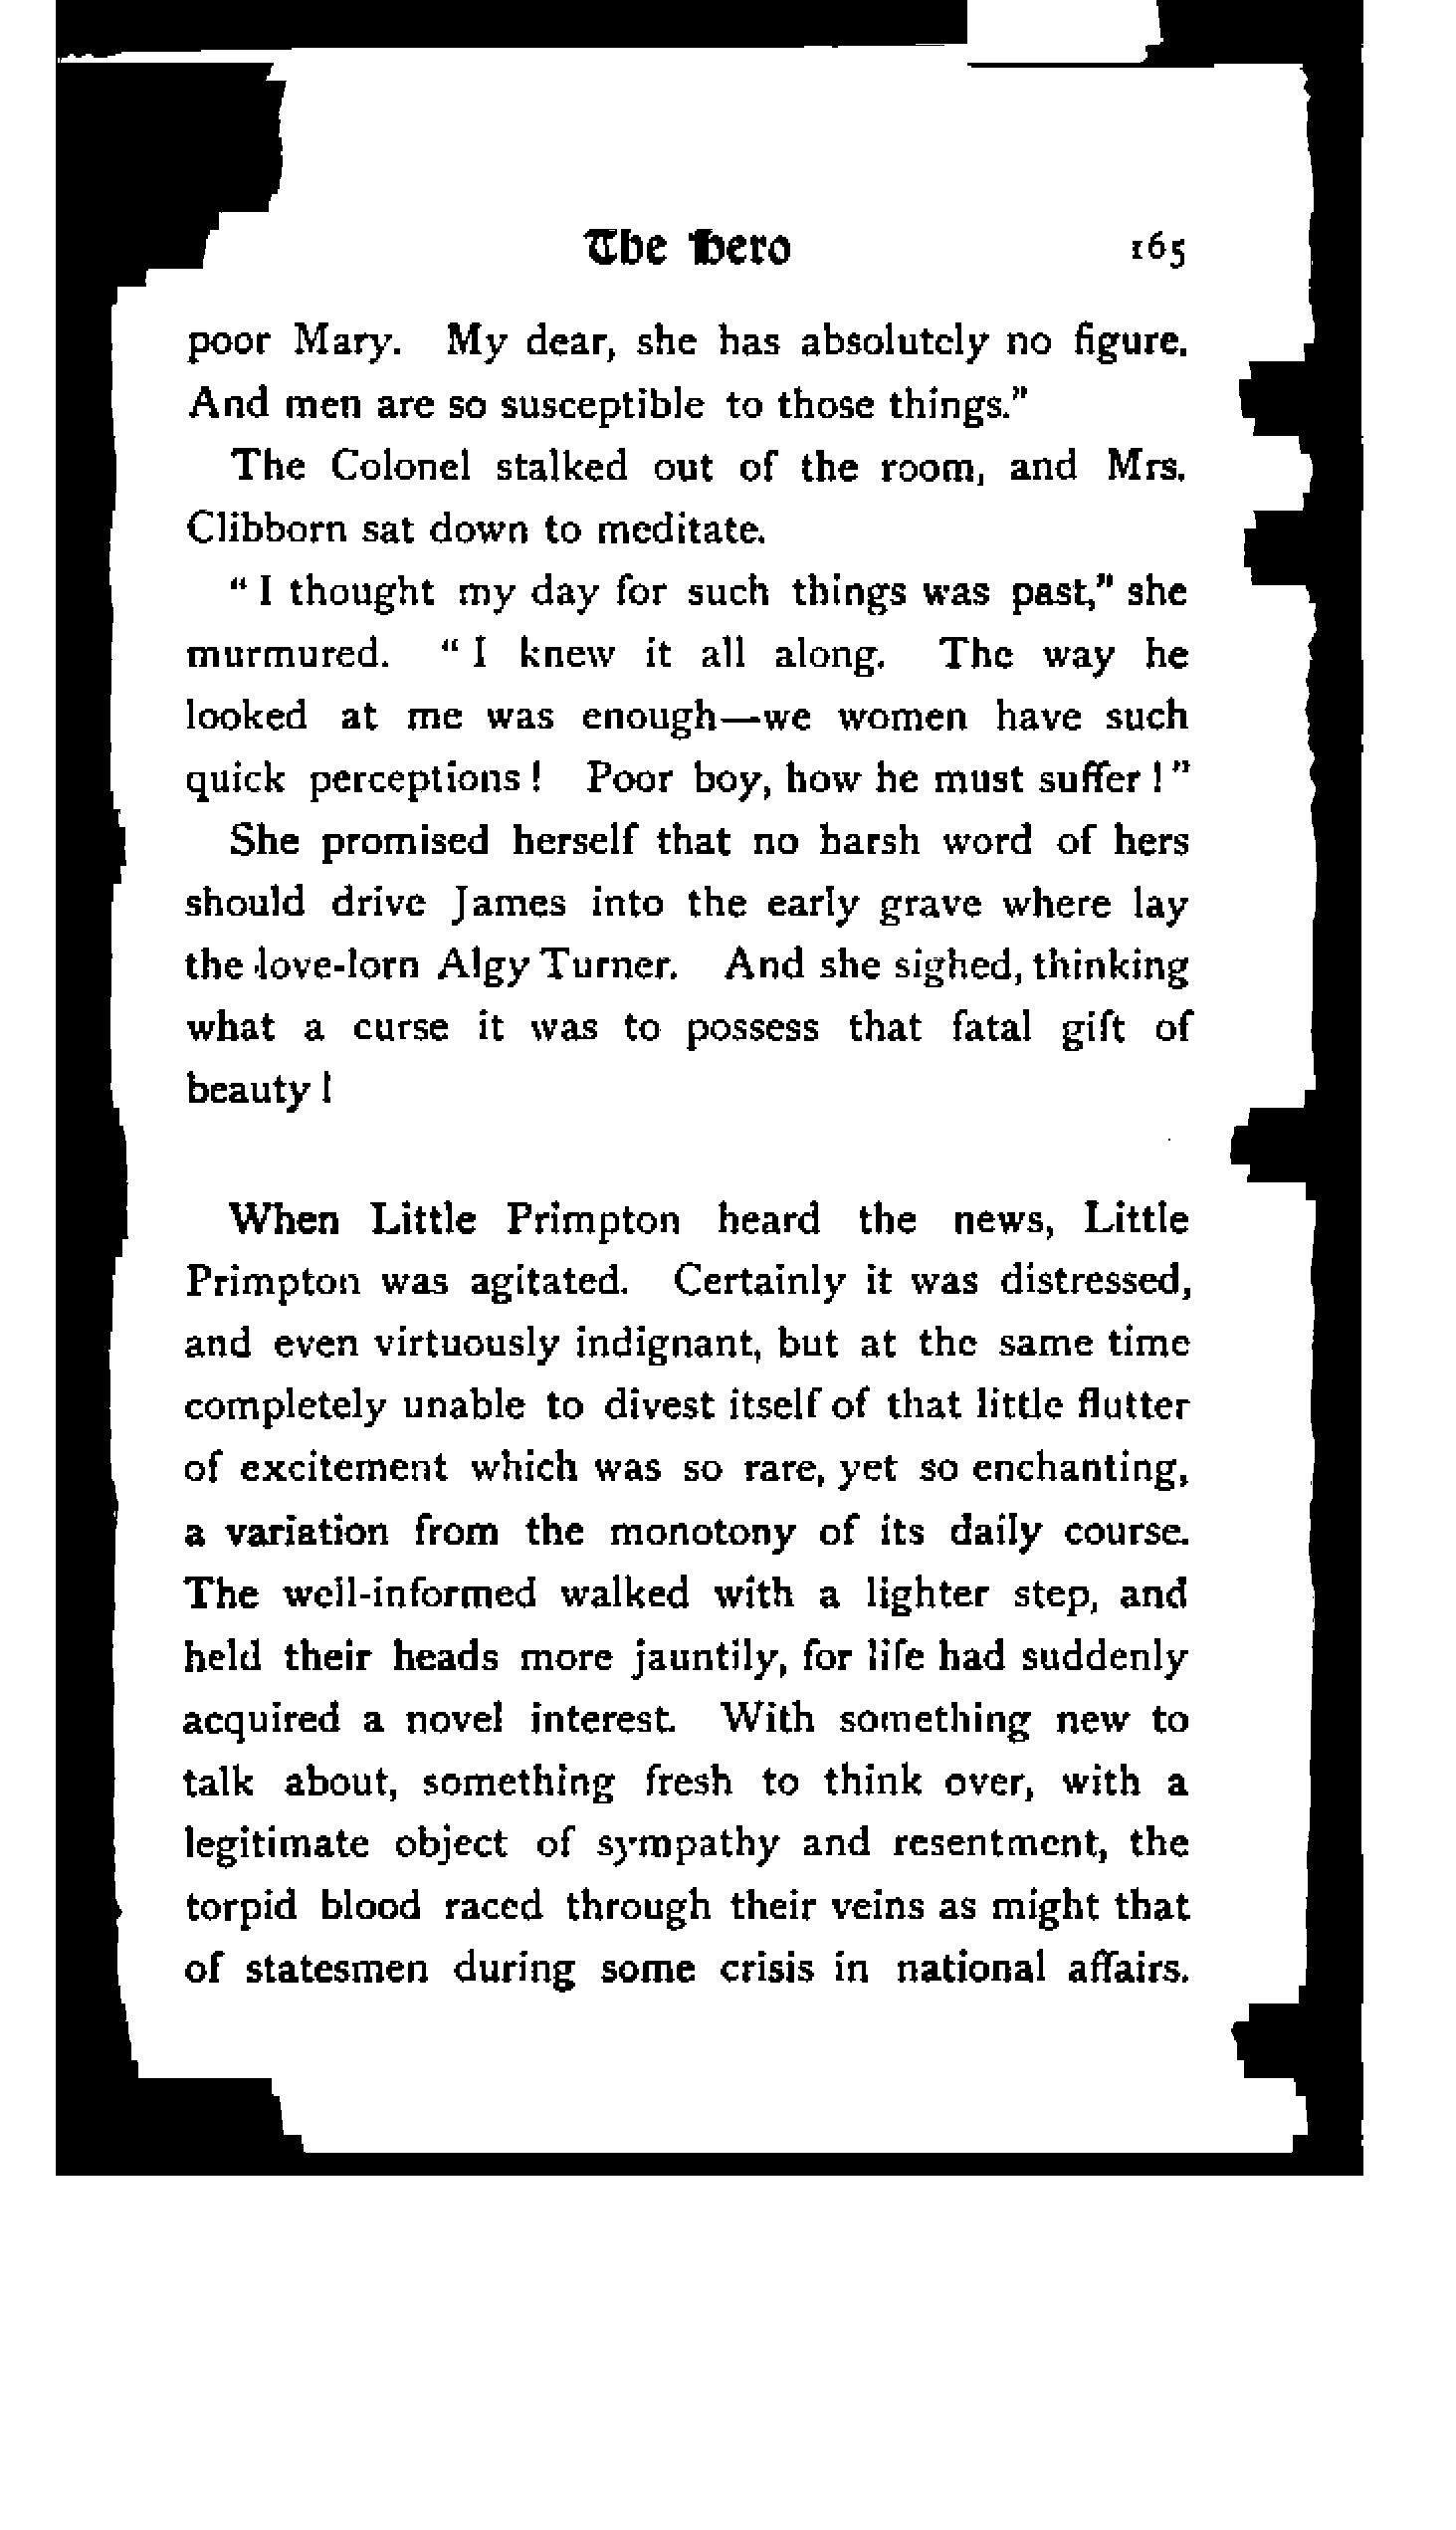 The Hero 165
poor Mary. My dear, she has absolutely no figure.
And men are so susceptible to those things.”
The Colonel stalked out of the room, and Mrs.
Clibborn sat down to meditate.
“ I thought my day for such things was past,” she
murmured. “ I knew it all along. The way he
looked at me was enough—we women have such
quick perceptions ! Poor boy, how he must suffer ! ”
She promised herself that no harsh word of hers
should drive James into the early grave where lay
the love-lorn Algy Turner. And she sighed, thinking
what a curse it was to possess that fatal gift of
beauty !
When Little Primpton heard the news, Little
Primpton was agitated. Certainly it was distressed,
and even virtuously indignant, but at the same time
completely unable to divest itself of that little flutter
of excitement which was so rare, yet so enchanting,
a variation from the monotony of its daily course.
The well-informed walked with a lighter step, and
held their heads more jauntily, for life had suddenly
acquired a novel interest. With something new to
talk about, something fresh to think over, with a
legitimate object of sympathy and resentment, the
torpid blood raced through their veins as might that
of statesmen during some crisis in national affairs.